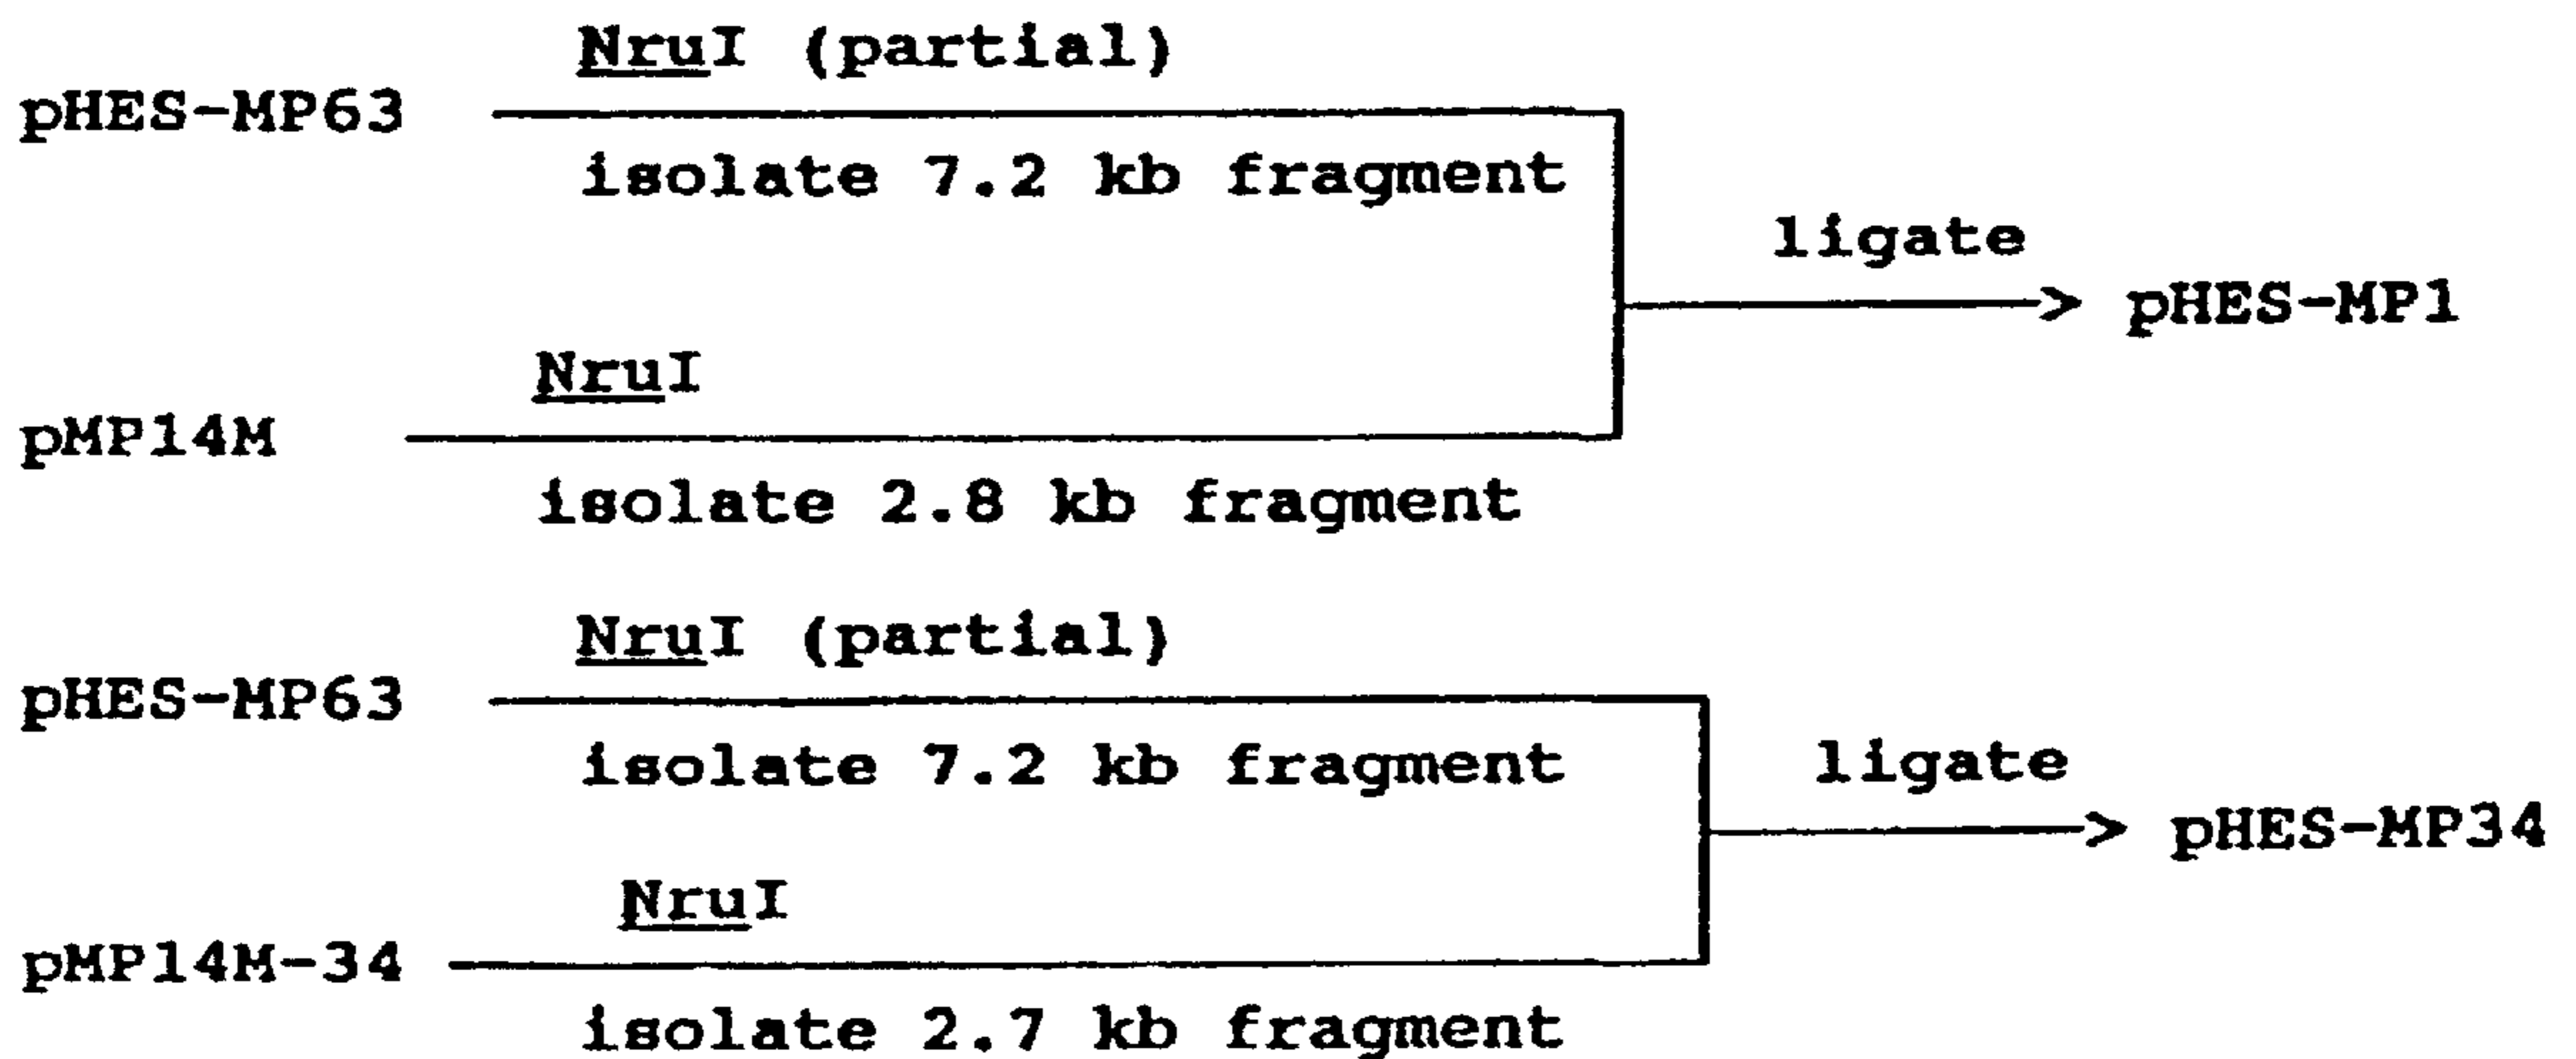 NruI (partial)
pHES-MP63
isolate 7.2 kb fragment
ligate
pHES-MP1
NruI
pMP14M
isolate 2.8 kb fragment
NruI (partial)
pHES-MP63
isolate 7.2 kb fragment
ligate
pHES-MP34
NruI
pMP14M-34
isolate 2.7 kb fragment